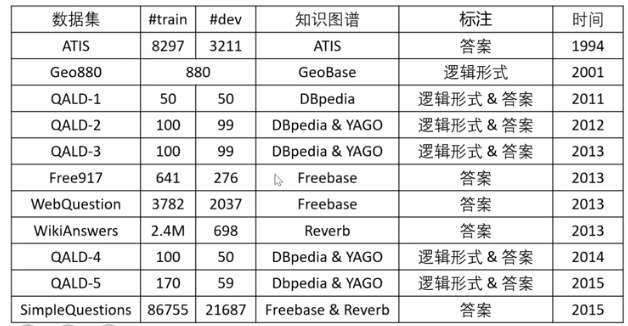 数据集 #train #dev 知识图谱 标注 时间
ATIS 8297 3211 ATIS 答案 1994
Geo880 880 GeoBase 逻辑形式 2001
QALD-1 50 50 DBpedia 逻辑形式 & 答案 2011
QALD-2 100 99 DBpedia & YAGO 逻辑形式 & 答案 2012
QALD-3 100 99 DBpedia & YAGO 逻辑形式 & 答案 2013
Free917 641 276 Freebase 答案 2013
WebQuestion 3782 2037 Freebase 答案 2013
WikiAnswers 2.4M 698 Reverb 答案 2013
QALD-4 100 50 DBpedia & YAGO 逻辑形式 & 答案 2014
QALD-5 170 59 Dbpedia & YAGO 逻辑形式 & 答案 2015
SimpleQuestions 86755 21687 Freebase & Reverb 答案 2015